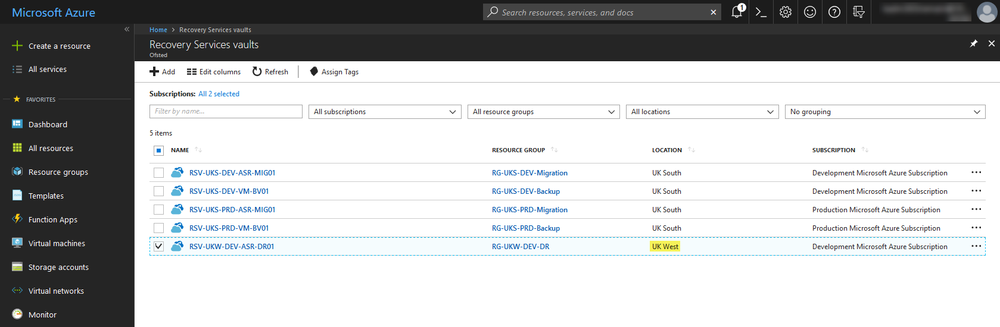 Microsoft Azure
Search resources, services, and docs
1
Home > Recovery Services vaults
Recovery Services vaults
Ofsted
Create a resource
All services
FAVORITES
Dashboard
All resources
Resource groups
Templates
Function Apps
Virtual machines
Storage accounts
Virtual networks
Monitor
Add Edit columns Refresh Assign Tags
Subscriptions: All 2 selected
Filter by name... All subscriptions All resource groups All locations No grouping
5 items
NAME RESOURCE GROUP LOCATION SUBSCRIPTION
RSV-UKS-DEV-ASR-MIG01 RG-UKS-DEV-Migration UK South Development Microsoft Azure Subscription
RSV-UKS-DEV-VM-BV01 RG-UKS-DEV-Backup UK South Development Microsoft Azure Subscription
RSV-UKS-PRD-ASR-MIG01 RG-UKS-PRD-Migration UK South Production Microsoft Azure Subscription
RSV-UKS-PRD-VM-BV01 RG-UKS-PRD-Backup UK South Production Microsoft Azure Subscription
RSV-UKW-DEV-ASR-DR01 RG-UKW-DEV-DR UK West Development Microsoft Azure Subscription